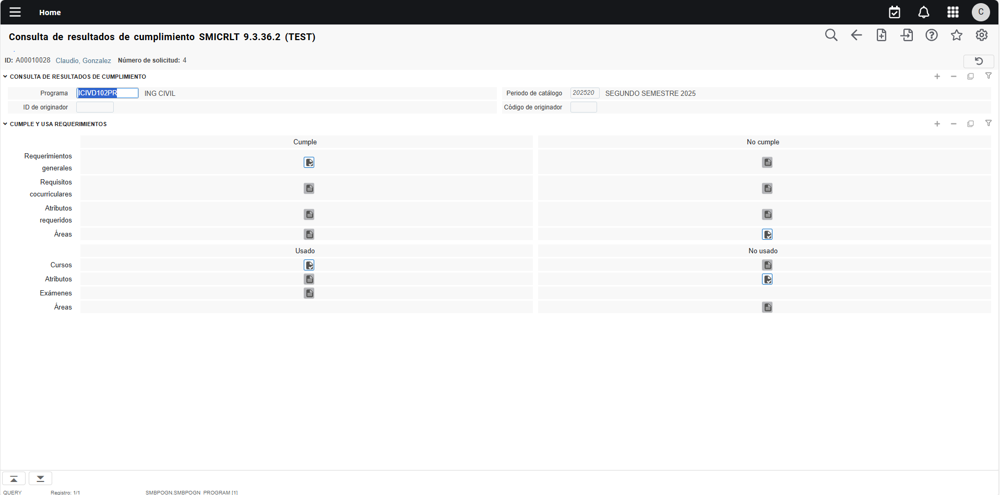 Home
C
Consulta de resultados de cumplimiento SMICRLT 9.3.36.2 (TEST)
ID: A00010028 Claudio, Gonzalez Número de solicitud: 4
CONSULTA DE RESULTADOS DE CUMPLIMIENTO
Programa ICIVD102PR ING CIVIL Periodo de catálogo 202520 SEGUNDO SEMESTRE 2025
ID de originador Código de originador
CUMPLE Y USA REQUERIMIENTOS
Cumple No cumple
Requerimientos
generales
Requisitos
cocurriculares
Atributos
requeridos
Áreas
Usado No usado
Cursos
Atributos
Exámenes
Áreas
QUERY Registro: 1/1 SMBPOGN.SMBPOGN_PROGRAM [1]